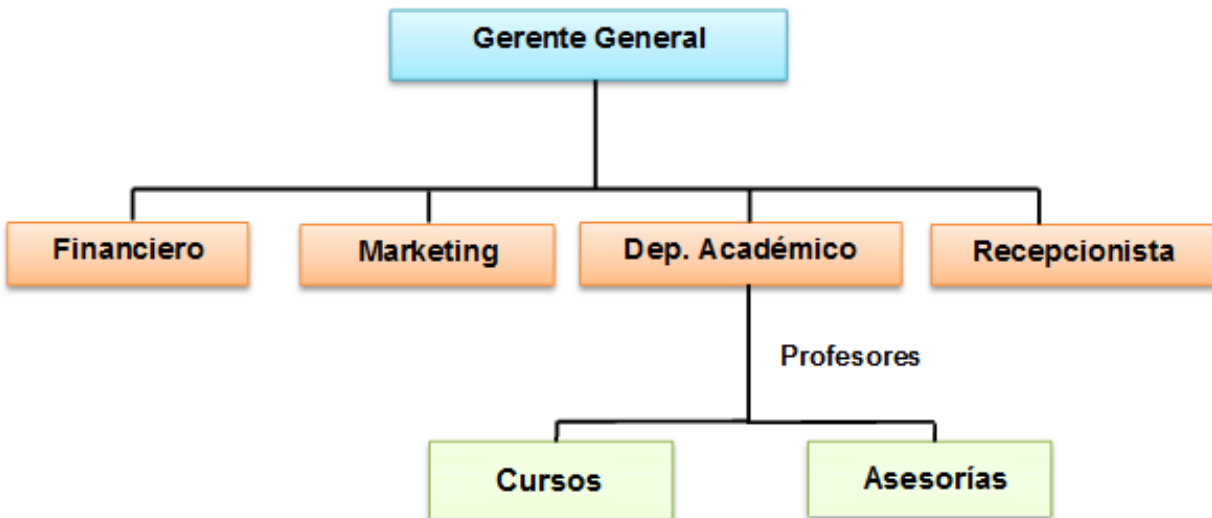 Gerente General
Financiero
Marketing
Dep. Académico
Recepcionista
Profesores
Cursos
Asesorías